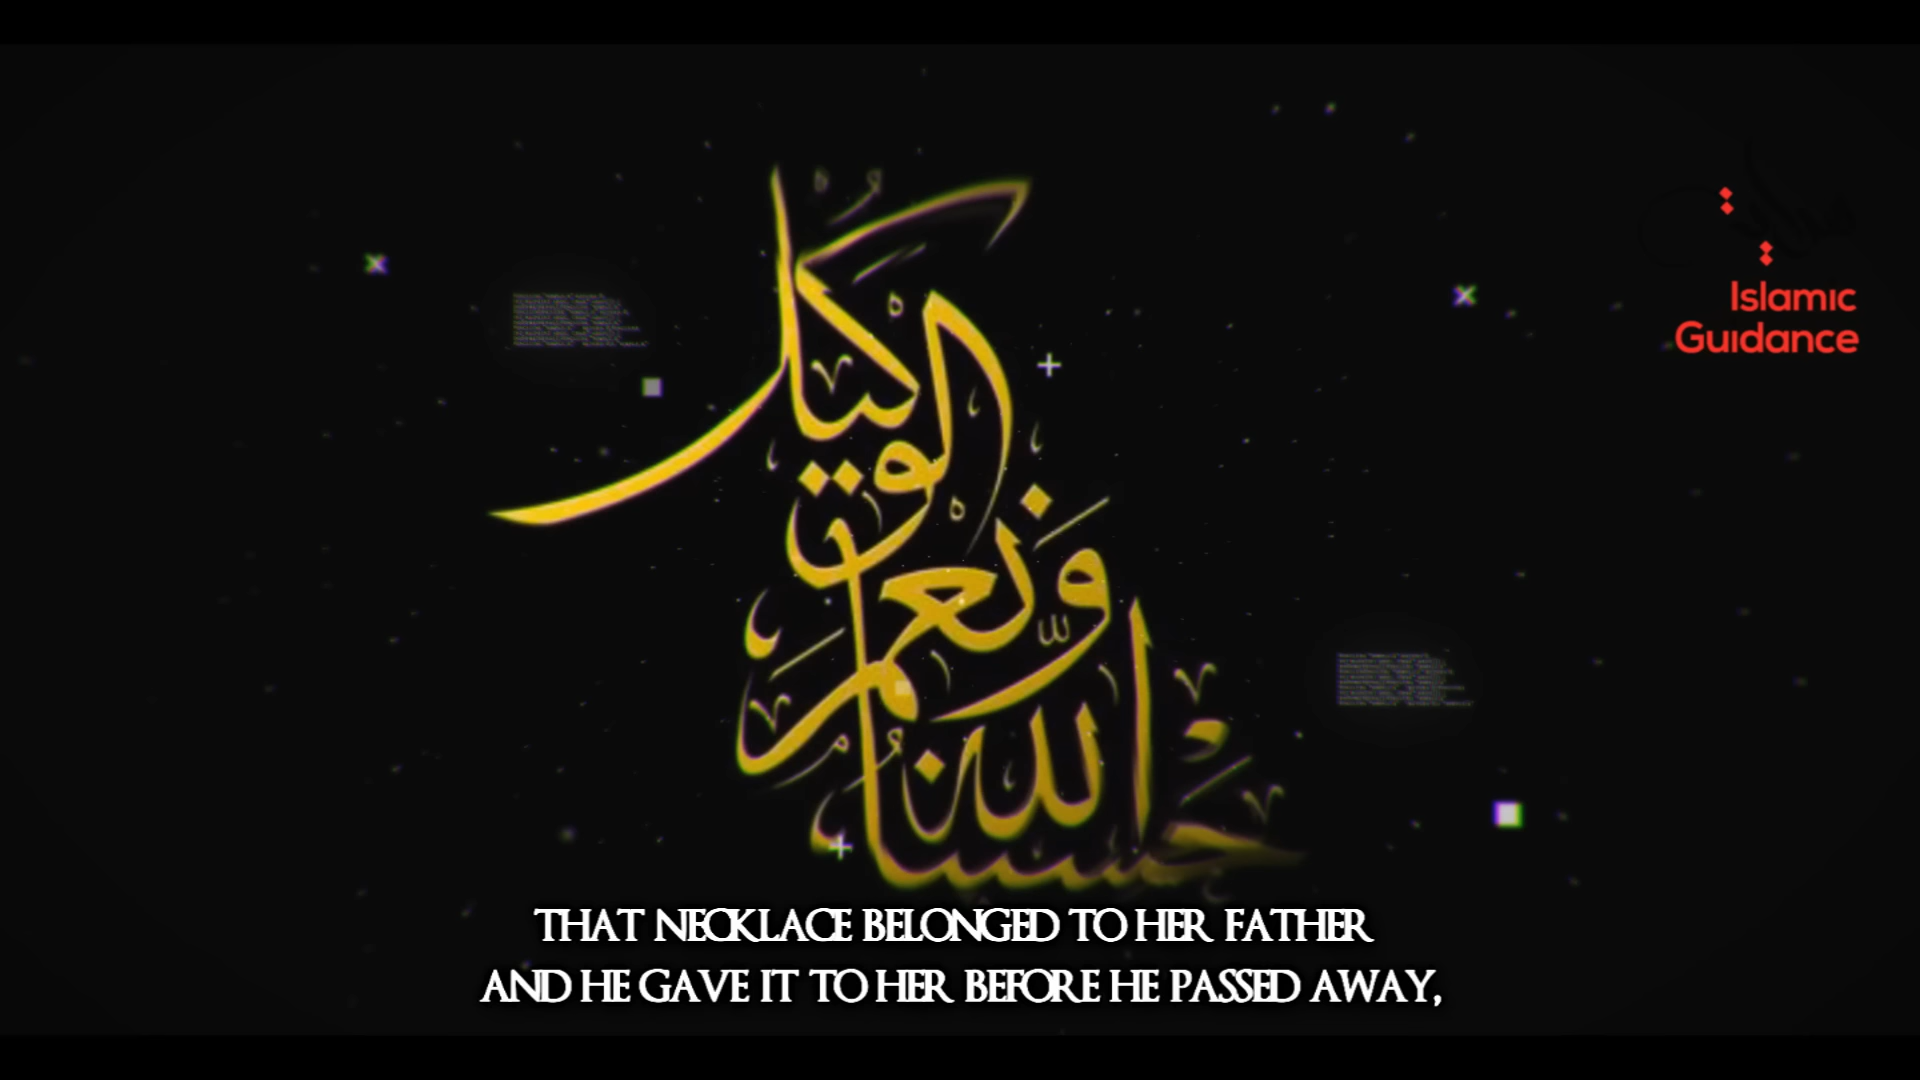 حسبنا الله
ونعم
الوكيل
Islamic
Guidance
THAT NECKLACE BELONGED TO HER FATHER
AND HE GAVE IT TO HER BEFORE HE PASSED AWAY,